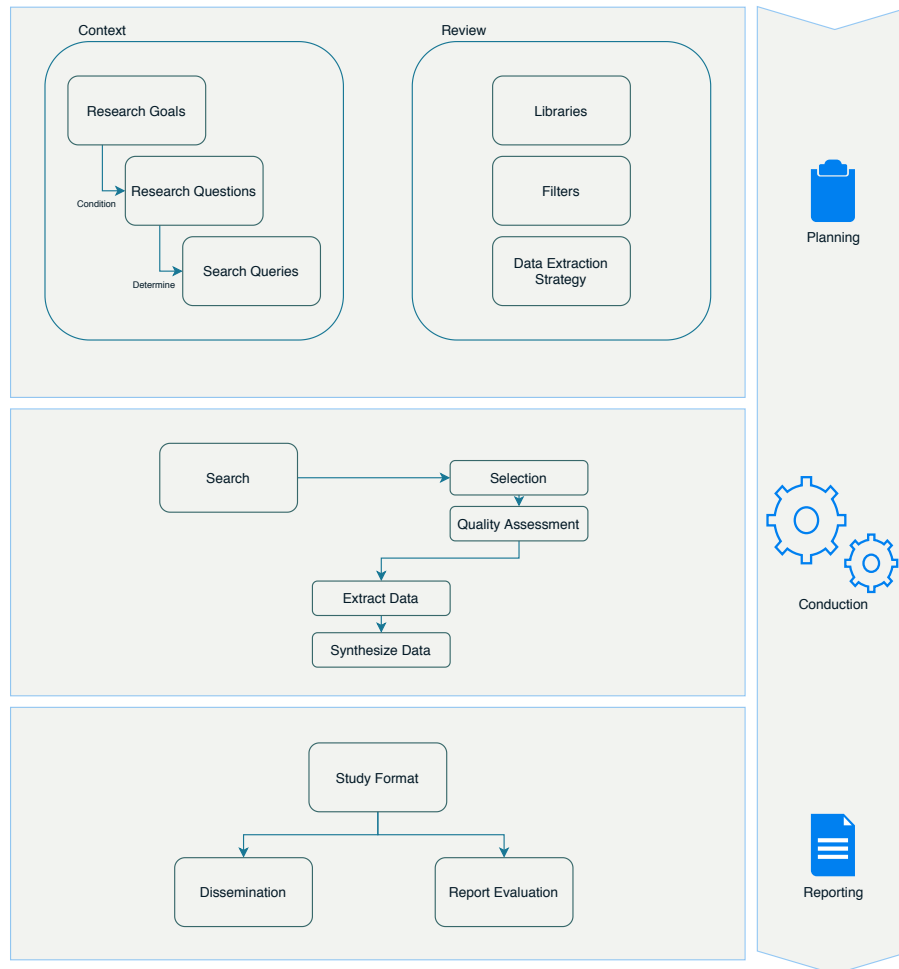 Context
Review
Research Goals
Libraries
Condition
Research Questions
Filters
Planning
Determine
Search Queries
Data Extraction
Strategy
Search
Selection
Quality Assessment
Extract Data
Conduction
Synthesize Data
Study Format
Dissemination
Report Evaluation
Reporting